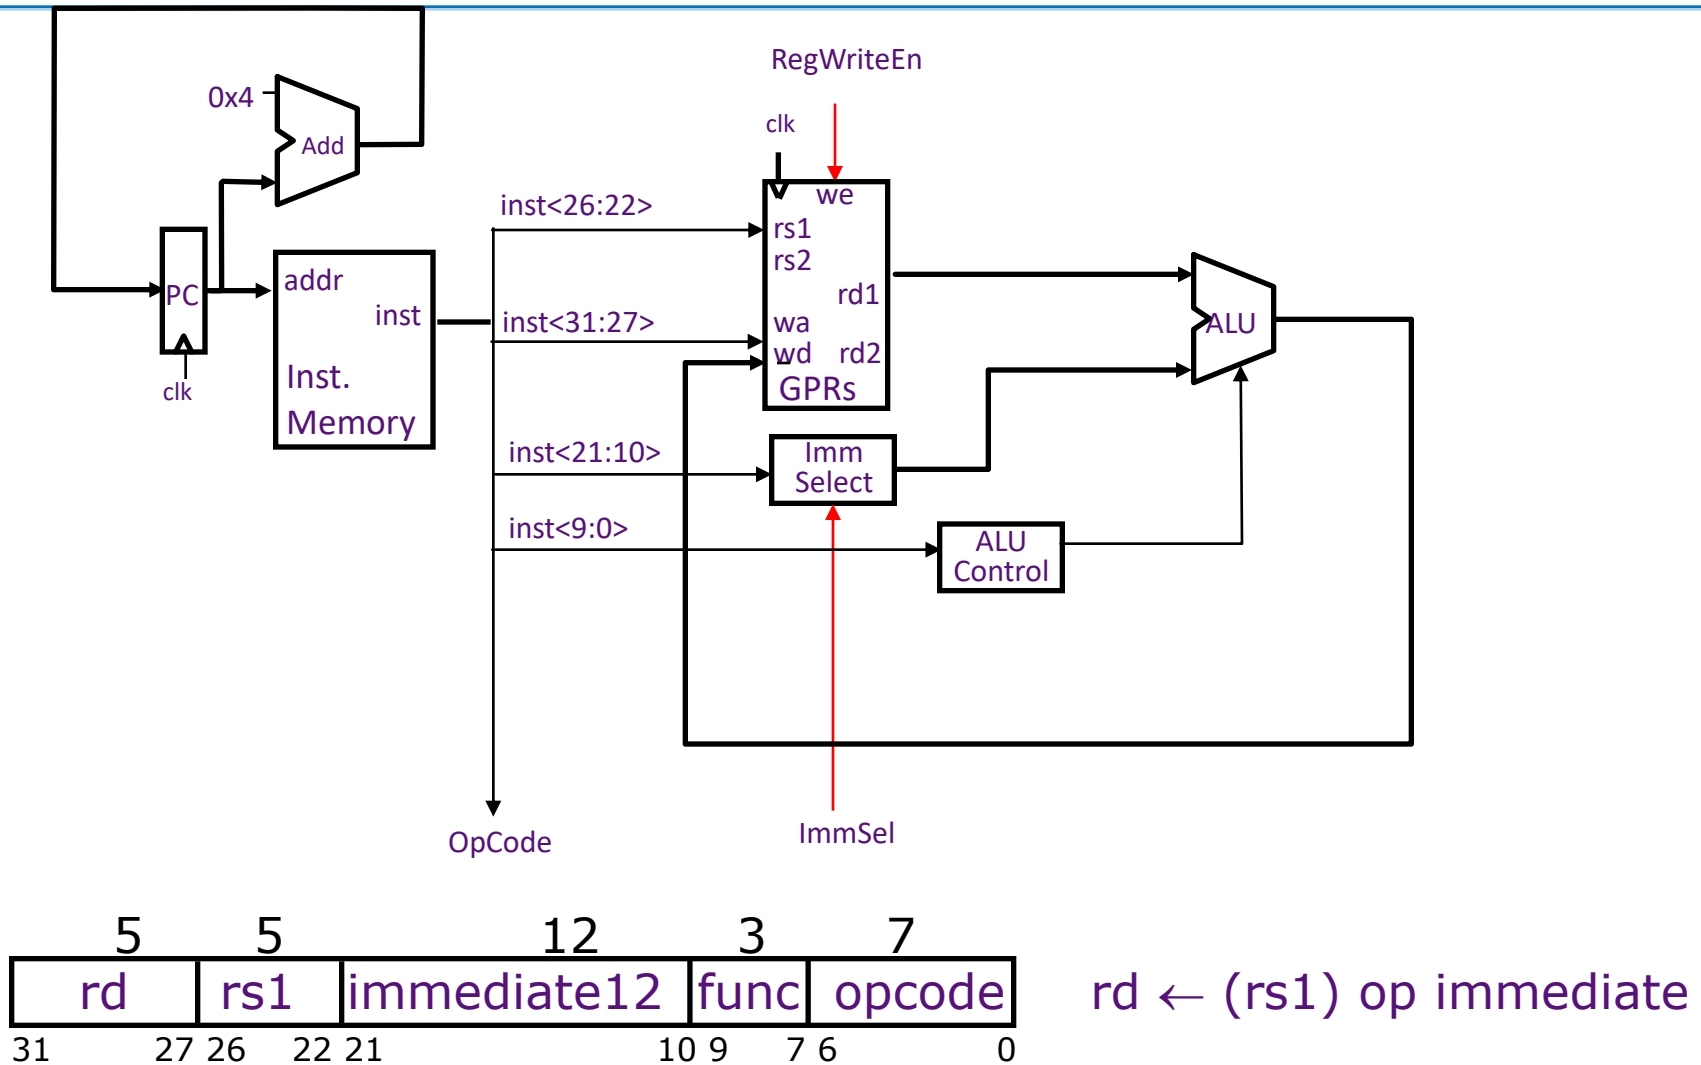 RegWriteEn
0x4
Add
clk
we
inst<26:22>
rs1
rs2
PC
addr
inst
rd1
inst<31:27>
wa
wd rd2
ALU
clk
Inst.
Memory
GPRs
inst<21:10>
Imm
Select
inst<9:0>
ALU
Control
OpCode
ImmSel
5 5 12 3 7
rd rs1 immediate12 func opcode rd ← (rs1) op immediate
31 27 26 22 21 10 9 7 6 0